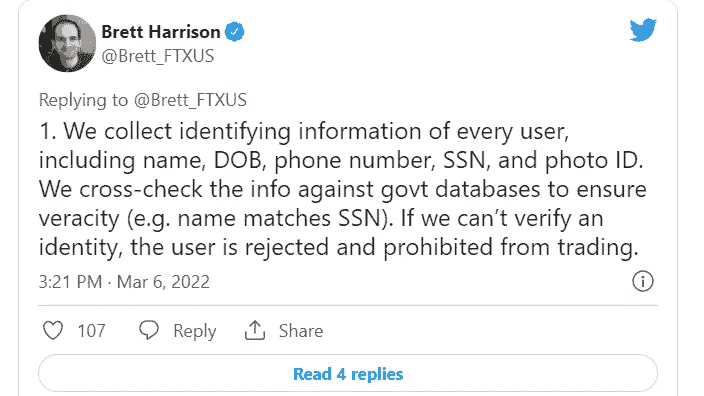 Brett Harrison
@Brett_FTXUS
Replying to @Brett_FTXUS
1. We collect identifying information of every user,
including name, DOB, phone number, SSN, and photo ID.
We cross-check the info against govt databases to ensure
veracity (e.g. name matches SSN). If we can’t verify an
identity, the user is rejected and prohibited from trading.
3:21 PM · Mar 6, 2022
107 Reply Share
Read 4 replies